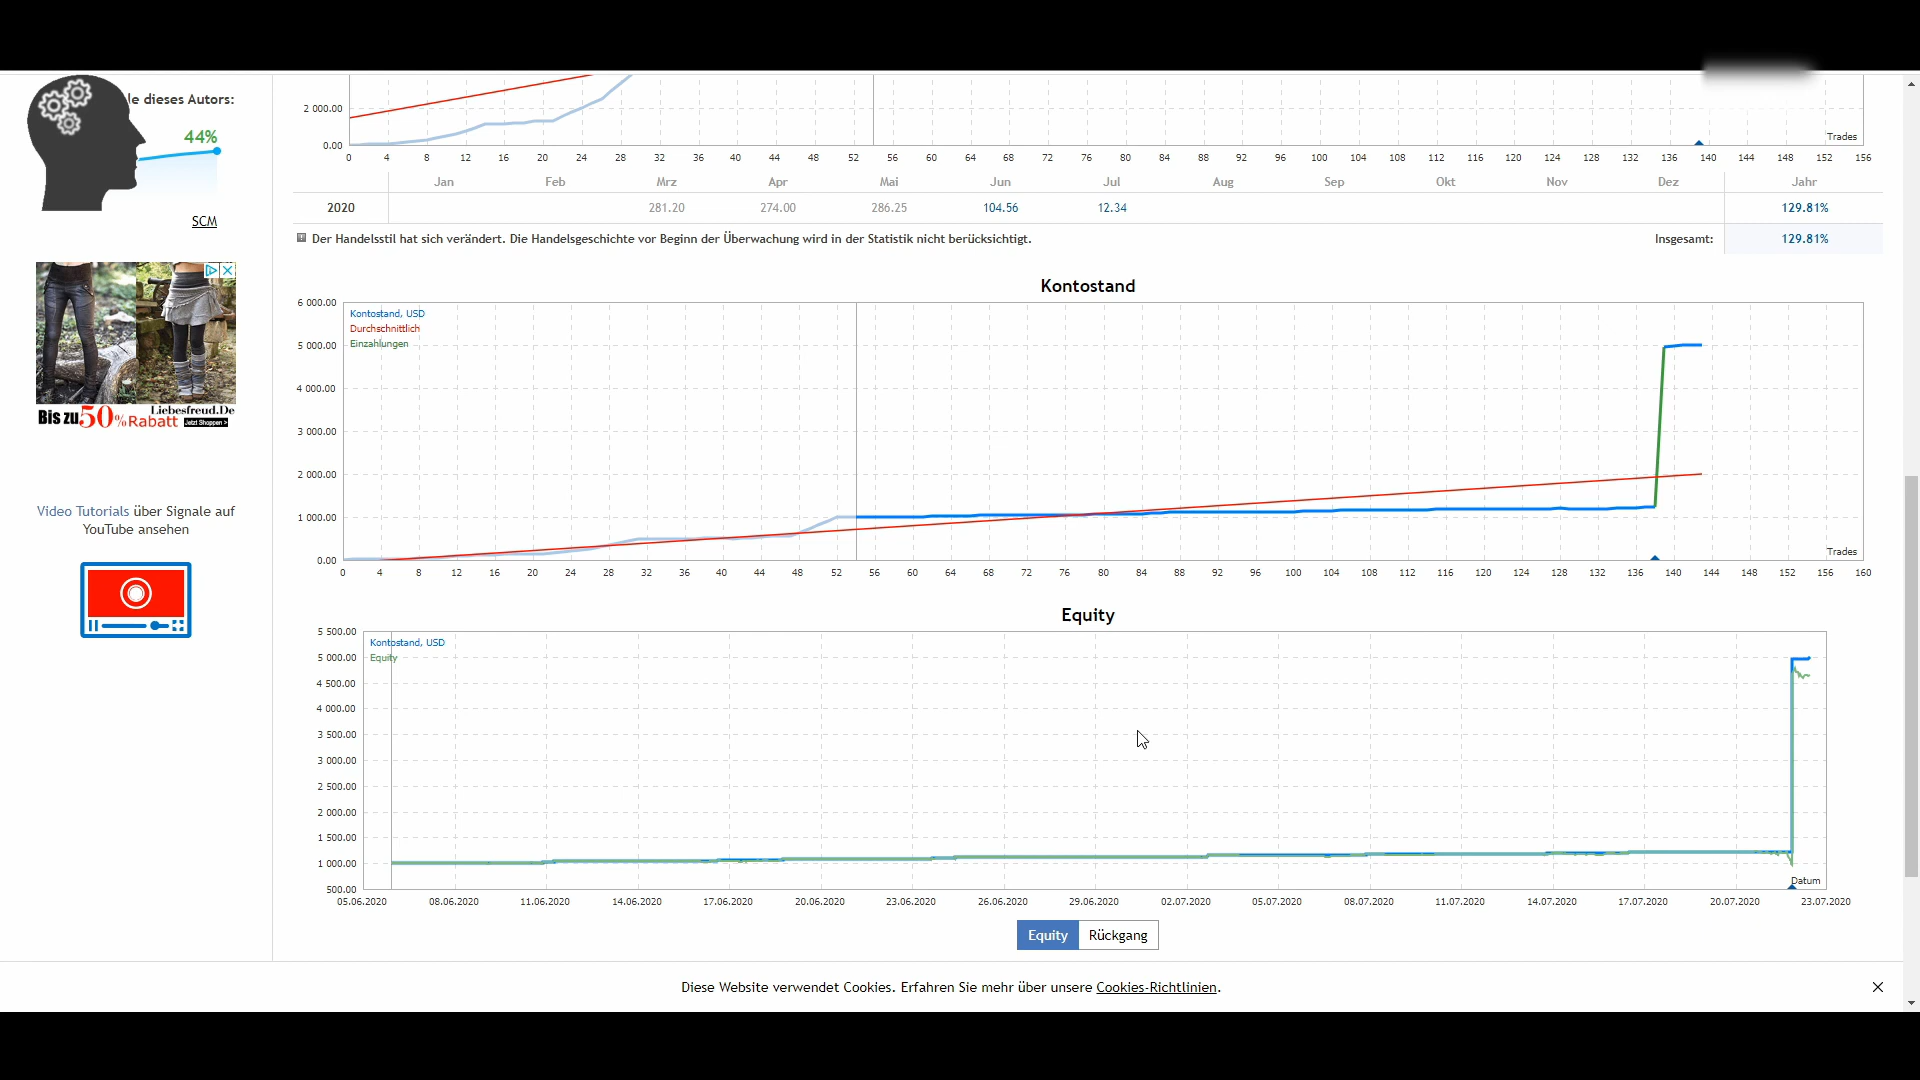 le dieses Autors:
44%
SCM
Bis zu 50% Rabatt
Liebesfreud.De
Jetzt Shoppen >
Video Tutorials über Signale auf
YouTube ansehen
2 000.00
0.00
Trades
0 4 8 12 16 20 24 28 32 36 40 44 48 52 56 60 64 68 72 76 80 84 88 92 96 100 104 108 112 116 120 124 128 132 136 140 144 148 152 156
Jan Feb Mrz Apr Mai Jun Jul Aug Sep Okt Nov Dez Jahr
2020 281.20 274.00 286.25 104.56 12.34 129.81%
Der Handelsstil hat sich verändert. Die Handelsgeschichte vor Beginn der Überwachung wird in der Statistik nicht berücksichtigt. Insgesamt: 129.81%
Kontostand
6 000.00
Kontostand, USD
Durchschnittlich
Einzahlungen
5 000.00
4 000.00
3 000.00
2 000.00
1 000.00
0.00
Trades
0 4 8 12 16 20 24 28 32 36 40 44 48 52 56 60 64 68 72 76 80 84 88 92 96 100 104 108 112 116 120 124 128 132 136 140 144 148 152 156 160
Equity
5 500.00
Kontostand, USD
Equity
5 000.00
4 500.00
4 000.00
3 500.00
3 000.00
2 500.00
2 000.00
1 500.00
1 000.00
500.00
Datum
05.06.2020 08.06.2020 11.06.2020 14.06.2020 17.06.2020 20.06.2020 23.06.2020 26.06.2020 29.06.2020 02.07.2020 05.07.2020 08.07.2020 11.07.2020 14.07.2020 17.07.2020 20.07.2020 23.07.2020
Equity Rückgang
Diese Website verwendet Cookies. Erfahren Sie mehr über unsere Cookies-Richtlinien.